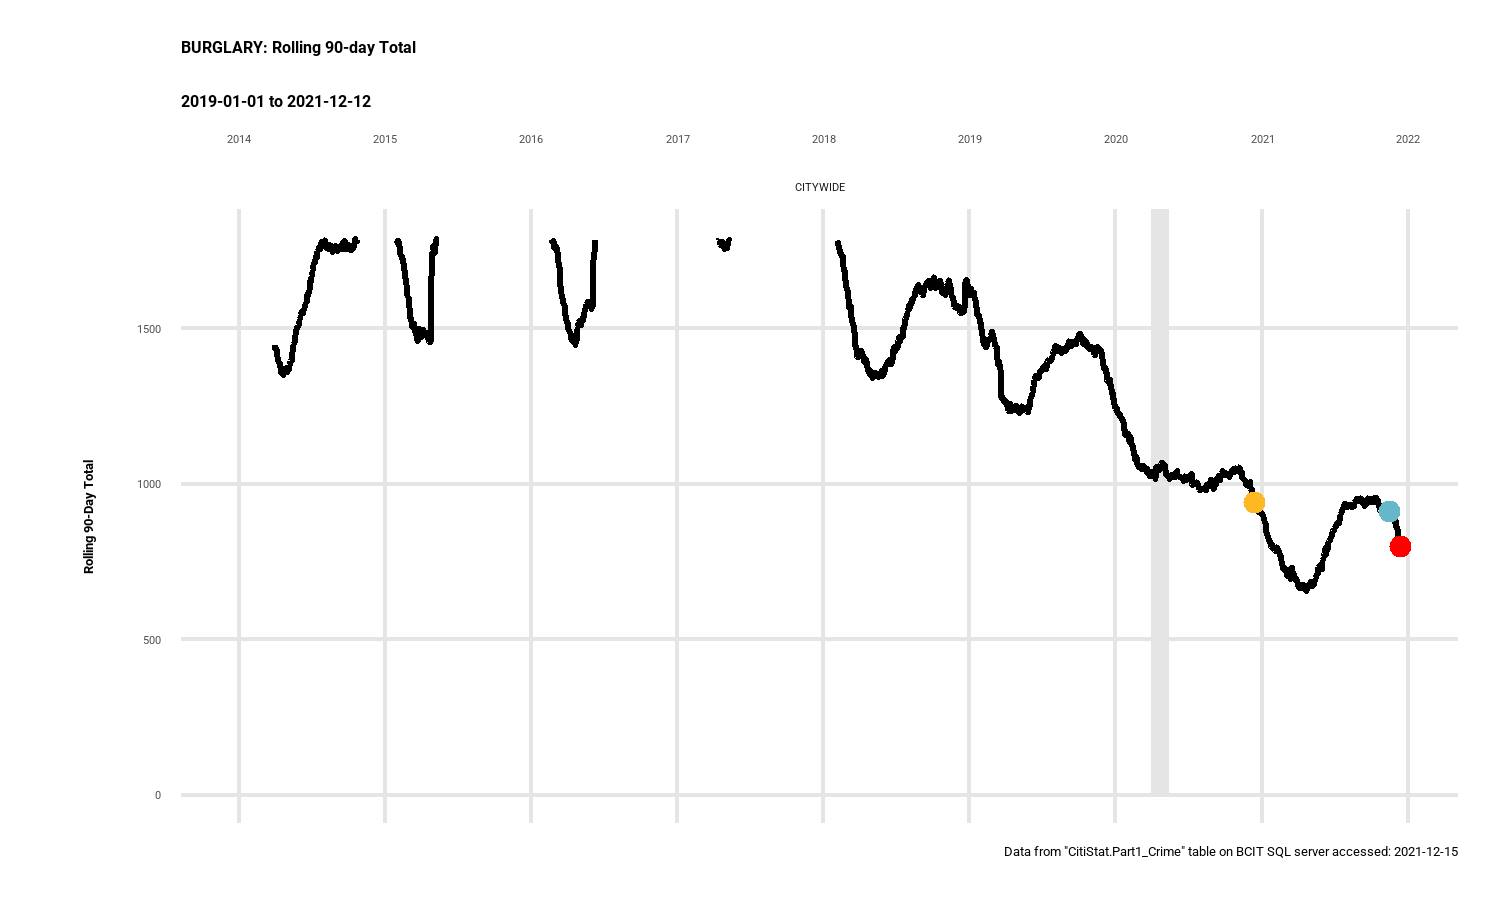 BURGLARY: Rolling 90-day Total
2019-01-01 to 2021-12-12
2014 2015 2016 2017 2018 2019 2020 2021 2022
CITYWIDE
1500
1000
500
0
Rolling 90-Day Total
Data from "CitiStat.Part1_Crime" table on BCIT SQL server accessed: 2021-12-15